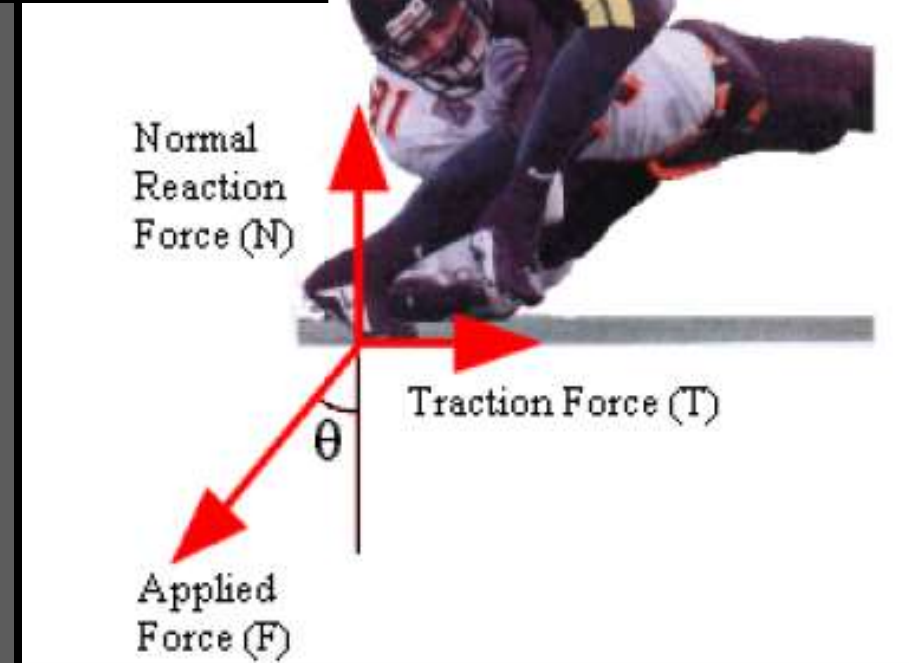 Normal
Reaction
Force (N)
Traction Force (T)
θ
Applied
Force (F)